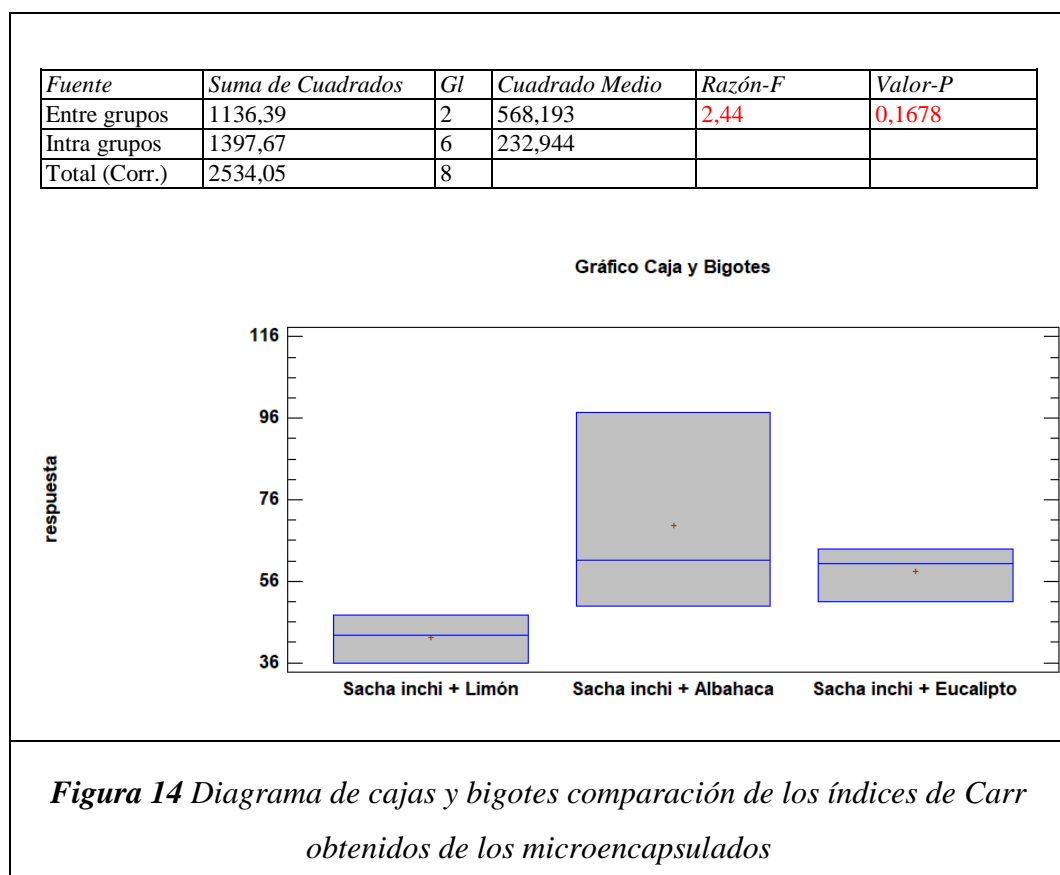 Fuente Suma de Cuadrados Gl Cuadrado Medio Razón-F Valor-P
Entre grupos 1136,39 2 568,193 2,44 0,1678
Intra grupos 1397,67 6 232,944
Total (Corr.) 2534,05 8
Gráfico Caja y Bigotes
116
96
76
56
36
respuesta
Sacha inchi + Limón Sacha inchi + Albahaca Sacha inchi + Eucalipto
Figura 14 Diagrama de cajas y bigotes comparación de los índices de Carr
obtenidos de los microencapsulados